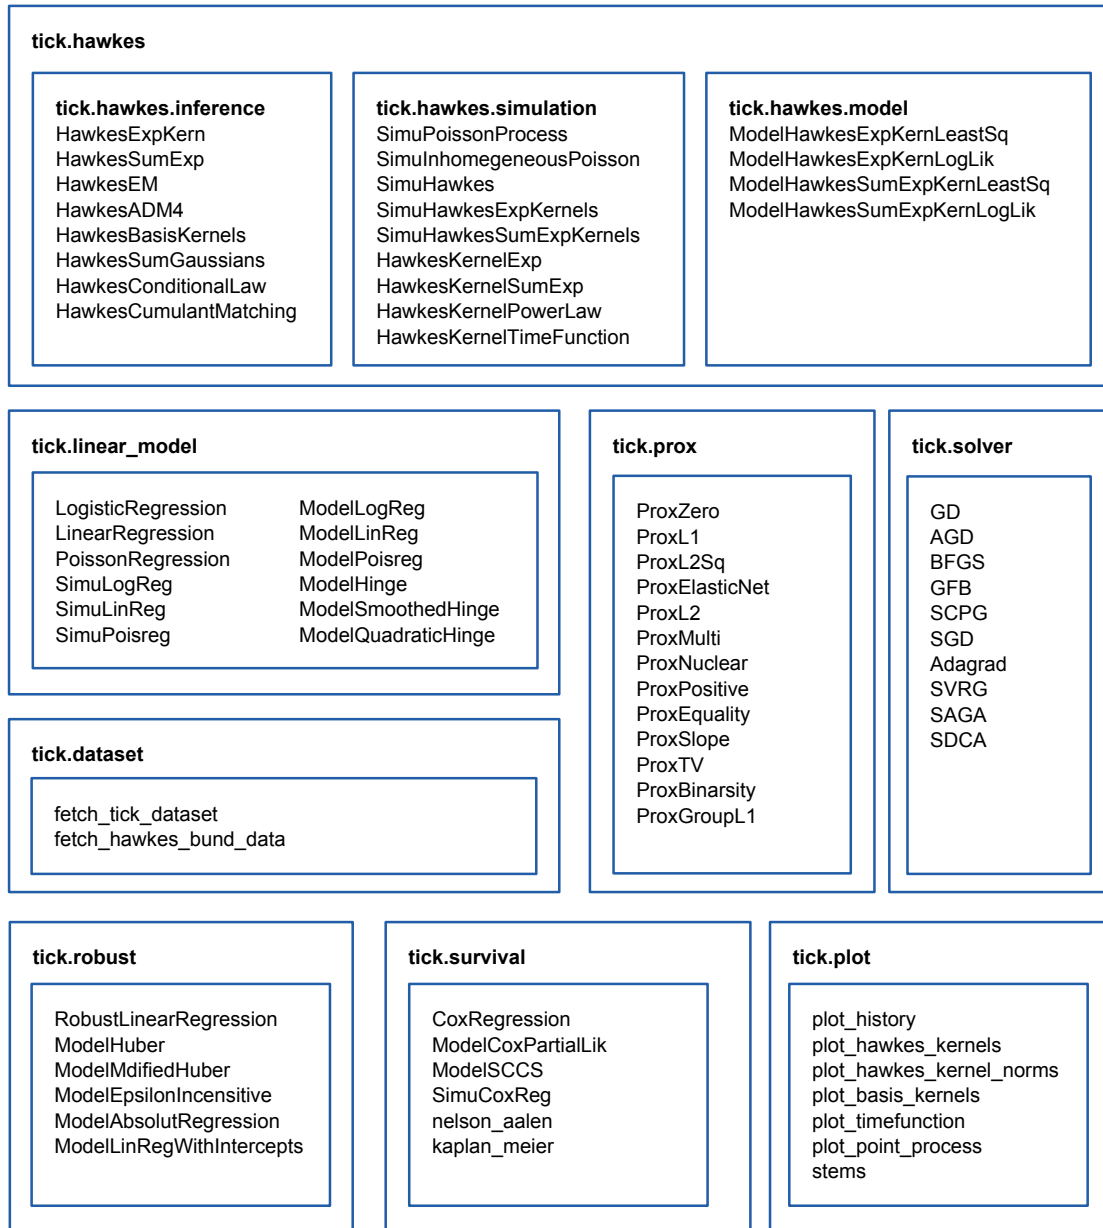 tick.hawkes
tick.hawkes.inference
HawkesExpKern
HawkesSumExp
HawkesEM
HawkesADM4
HawkesBasisKernels
HawkesSumGaussians
HawkesConditionalLaw
HawkesCumulantMatching
tick.hawkes.simulation
SimuPoissonProcess
SimuInhomegeneousPoisson
SimuHawkes
SimuHawkesExpKernels
SimuHawkesSumExpKernels
HawkesKernelExp
HawkesKernelSumExp
HawkesKernelPowerLaw
HawkesKernelTimeFunction
tick.hawkes.model
ModelHawkesExpKernLeastSq
ModelHawkesExpKernLogLik
ModelHawkesSumExpKernLeastSq
ModelHawkesSumExpKernLogLik
tick.linear_model
LogisticRegression
LinearRegression
PoissonRegression
SimuLogReg
SimuLinReg
SimuPoisreg
ModelLogReg
ModelLinReg
ModelPoisreg
ModelHinge
ModelSmoothedHinge
ModelQuadraticHinge
tick.dataset
fetch_tick_dataset
fetch_hawkes_bund_data
tick.prox
ProxZero
ProxL1
ProxL2Sq
ProxElasticNet
ProxL2
ProxMulti
ProxNuclear
ProxPositive
ProxEquality
ProxSlope
ProxTV
ProxBinarsity
ProxGroupL1
tick.solver
GD
AGD
BFGS
GFB
SCPG
SGD
Adagrad
SVRG
SAGA
SDCA
tick.robust
RobustLinearRegression
ModelHuber
ModelMdifiedHuber
ModelEpsilonIncensitive
ModelAbsolutRegression
ModelLinRegWithIntercepts
tick.survival
CoxRegression
ModelCoxPartialLik
ModelSCCS
SimuCoxReg
nelson_aalen
kaplan_meier
tick.plot
plot_history
plot_hawkes_kernels
plot_hawkes_kernel_norms
plot_basis_kernels
plot_timefunction
plot_point_process
stems